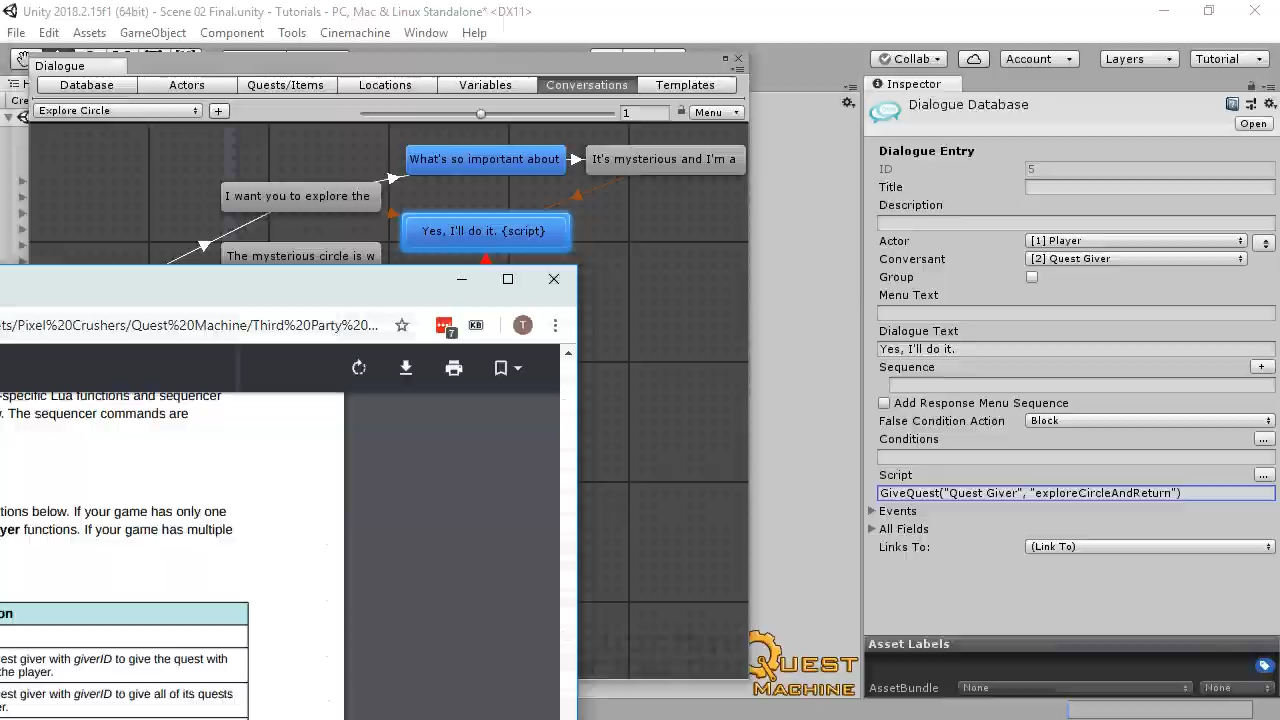 Unity 2018.2.15f1 (64bit) - Scene 02 Final.unity - Tutorials - PC, Mac & Linux Standalone* <DX11>
File Edit Assets GameObject Component Tools Cinemachine Window Help
Collab Account Layers Tutorial
Dialogue
Database Actors Quests/Items Locations Variables Conversations Templates
Explore Circle + 1 Menu
What's so important about
It's mysterious and I'm a
I want you to explore the
Yes, I'll do it. {script}
The mysterious circle is w
Cre
ets/Pixel%20Crushers/Quest%20Machine/Third%20Party%20...
7 KB T
-specific Lua functions and sequencer
w. The sequencer commands are
tions below. If your game has only one
yer functions. If your game has multiple
on
est giver with giverID to give the quest with
the player.
est giver with giverID to give all of its quests
er.
QUEST
MACHINE
Inspector
Dialogue Database
Open
Dialogue Entry
ID 5
Title
Description
Actor [1] Player
Conversant [2] Quest Giver
Group
Menu Text
Dialogue Text
Yes, I'll do it.
Sequence +
Add Response Menu Sequence
False Condition Action Block
Conditions ...
Script ...
GiveQuest("Quest Giver", "exploreCircleAndReturn")
Events
All Fields
Links To: (Link To)
Asset Labels
AssetBundle None None